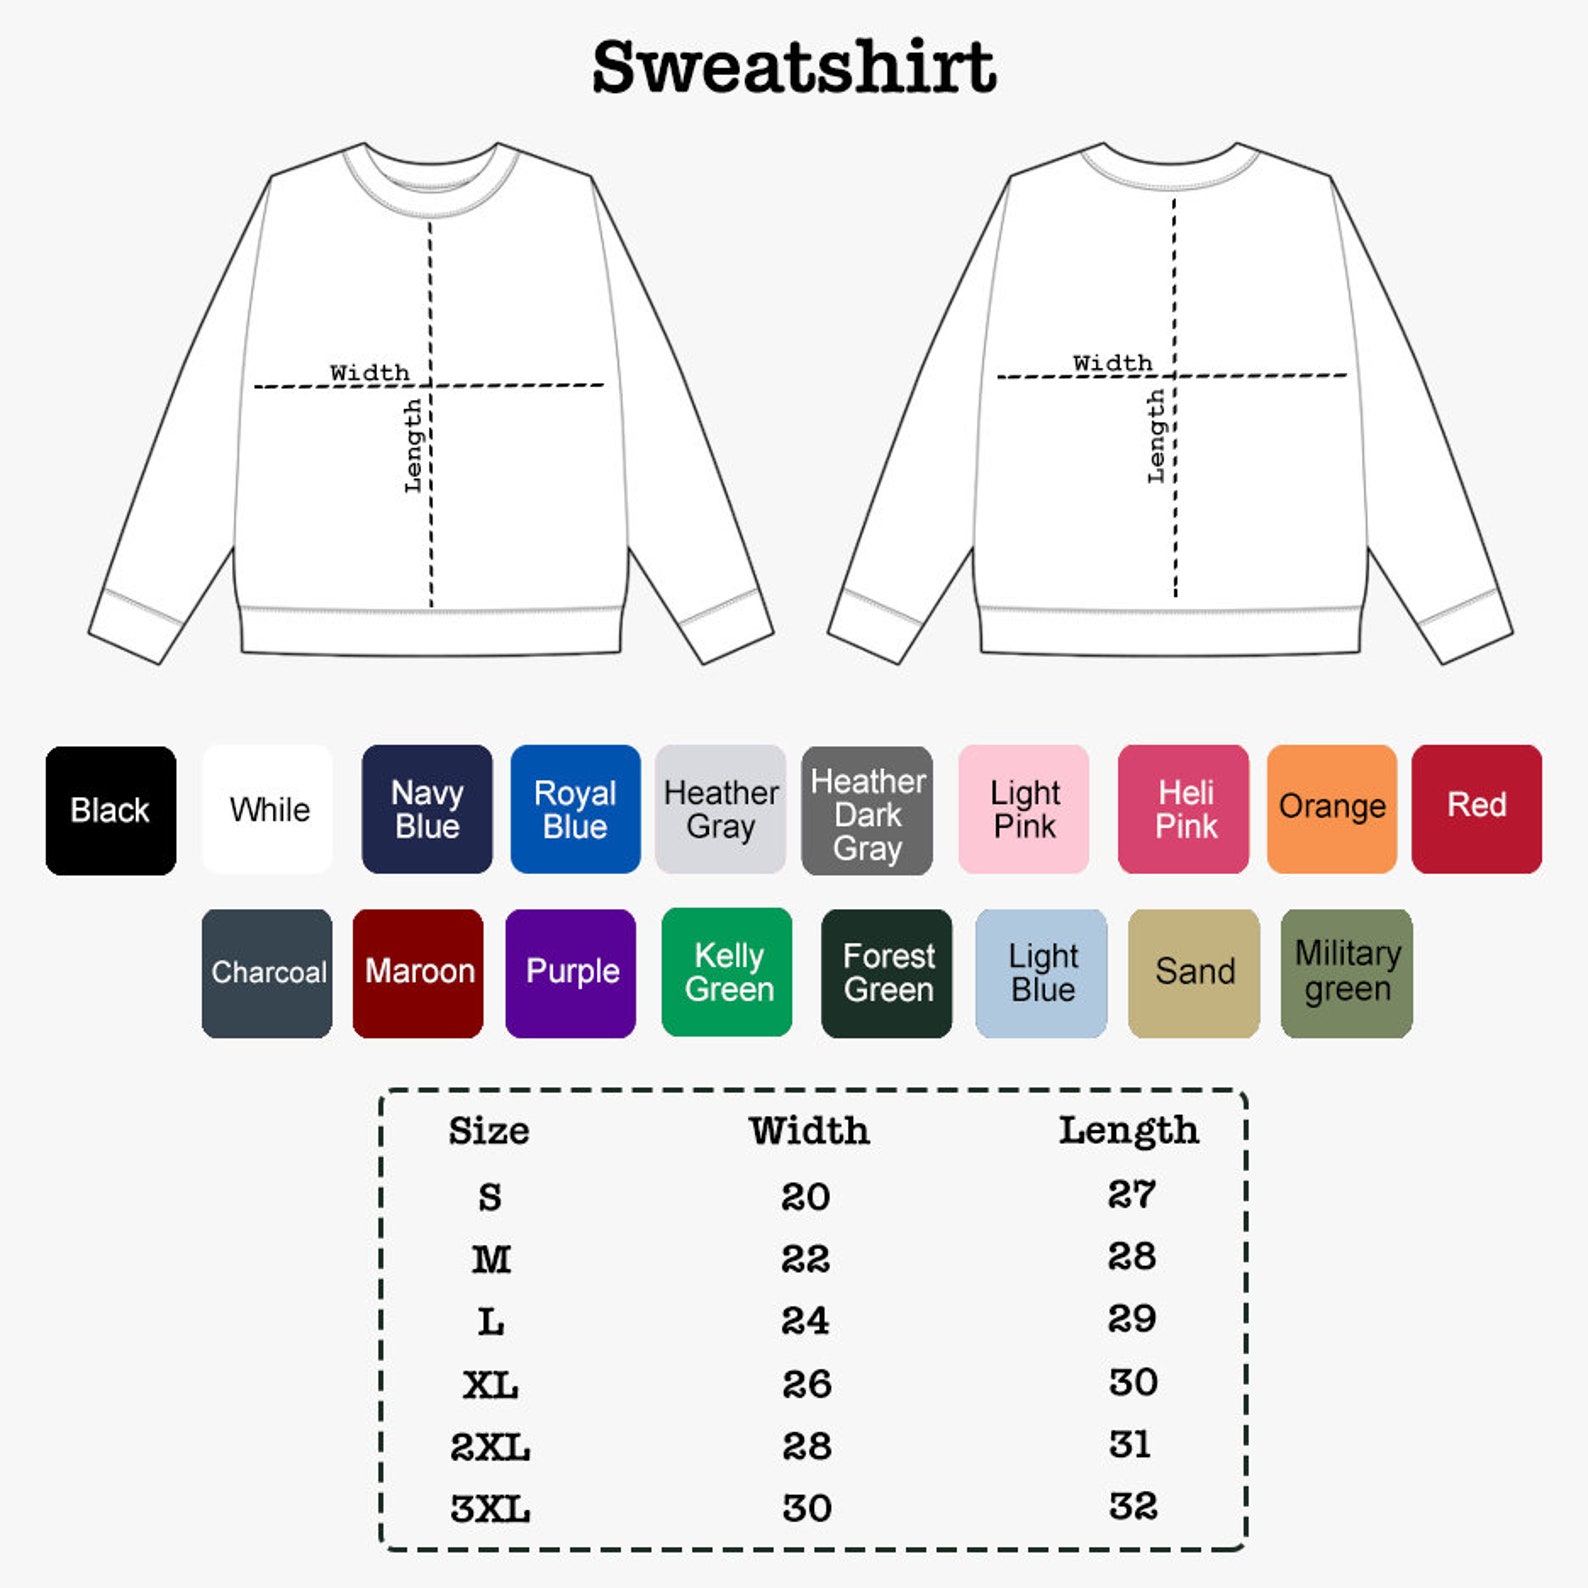 Sweatshirt
Width
Length
Width
Length
Black
While
Navy
Blue
Royal
Blue
Heather
Gray
Heather
Dark
Gray
Light
Pink
Heli
Pink
Orange
Red
Charcoal
Maroon
Purple
Kelly
Green
Forest
Green
Light
Blue
Sand
Military
green
Size Width Length
S 20 27
M 22 28
L 24 29
XL 26 30
2XL 28 31
3XL 30 32